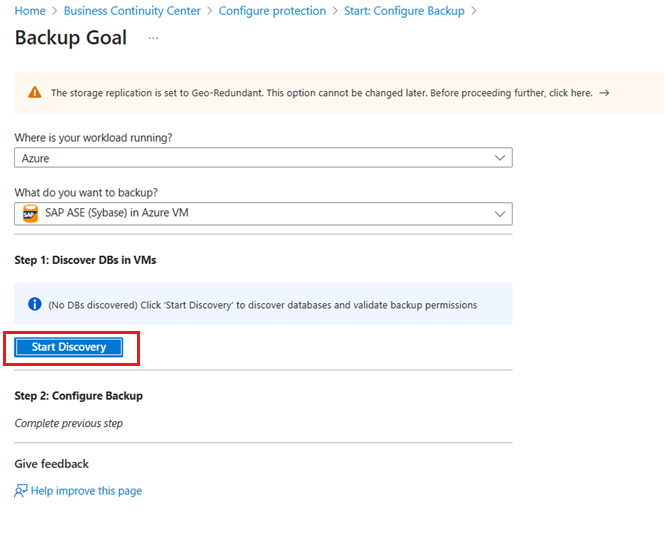 Home > Business Continuity Center > Configure protection > Start: Configure Backup >
Backup Goal ...
The storage replication is set to Geo-Redundant. This option cannot be changed later. Before proceeding further, click here. →
Where is your workload running?
Azure
What do you want to backup?
SAP SAP ASE (Sybase) in Azure VM
Step 1: Discover DBs in VMs
(No DBs discovered) Click 'Start Discovery' to discover databases and validate backup permissions
Start Discovery
Step 2: Configure Backup
Complete previous step
Give feedback
Help improve this page